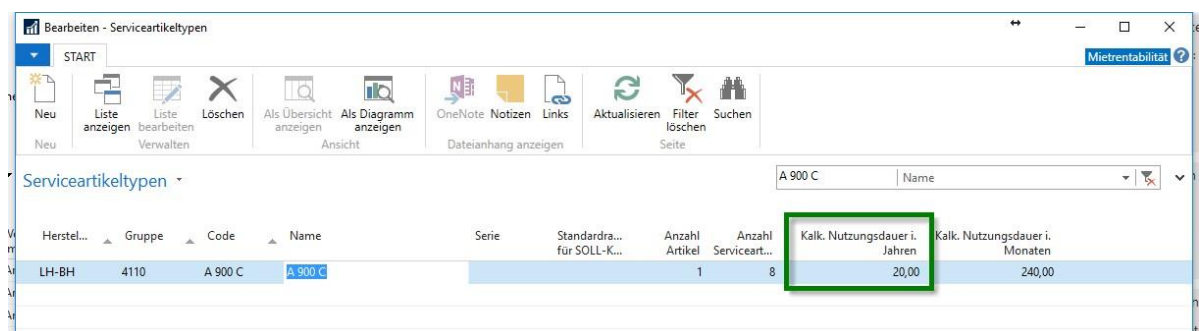 Bearbeiten - Serviceartikeltypen
START
Mietrentabilität
Neu
Liste anzeigen
Liste bearbeiten
Löschen
Als Übersicht anzeigen
Als Diagramm anzeigen
OneNote
Notizen
Links
Aktualisieren
Filter löschen
Suchen
Neu
Verwalten
Ansicht
Dateianhang anzeigen
Seite
Serviceartikeltypen
A 900 C
Name
Herstel... Gruppe Code Name Serie Standardra... Anzahl Anzahl Kalk. Nutzungsdauer i. Kalk. Nutzungsdauer i.
für SOLL-K... Artikel Serviceart... Jahren Monaten
LH-BH 4110 A 900 C A 900 C 1 8 20,00 240,00